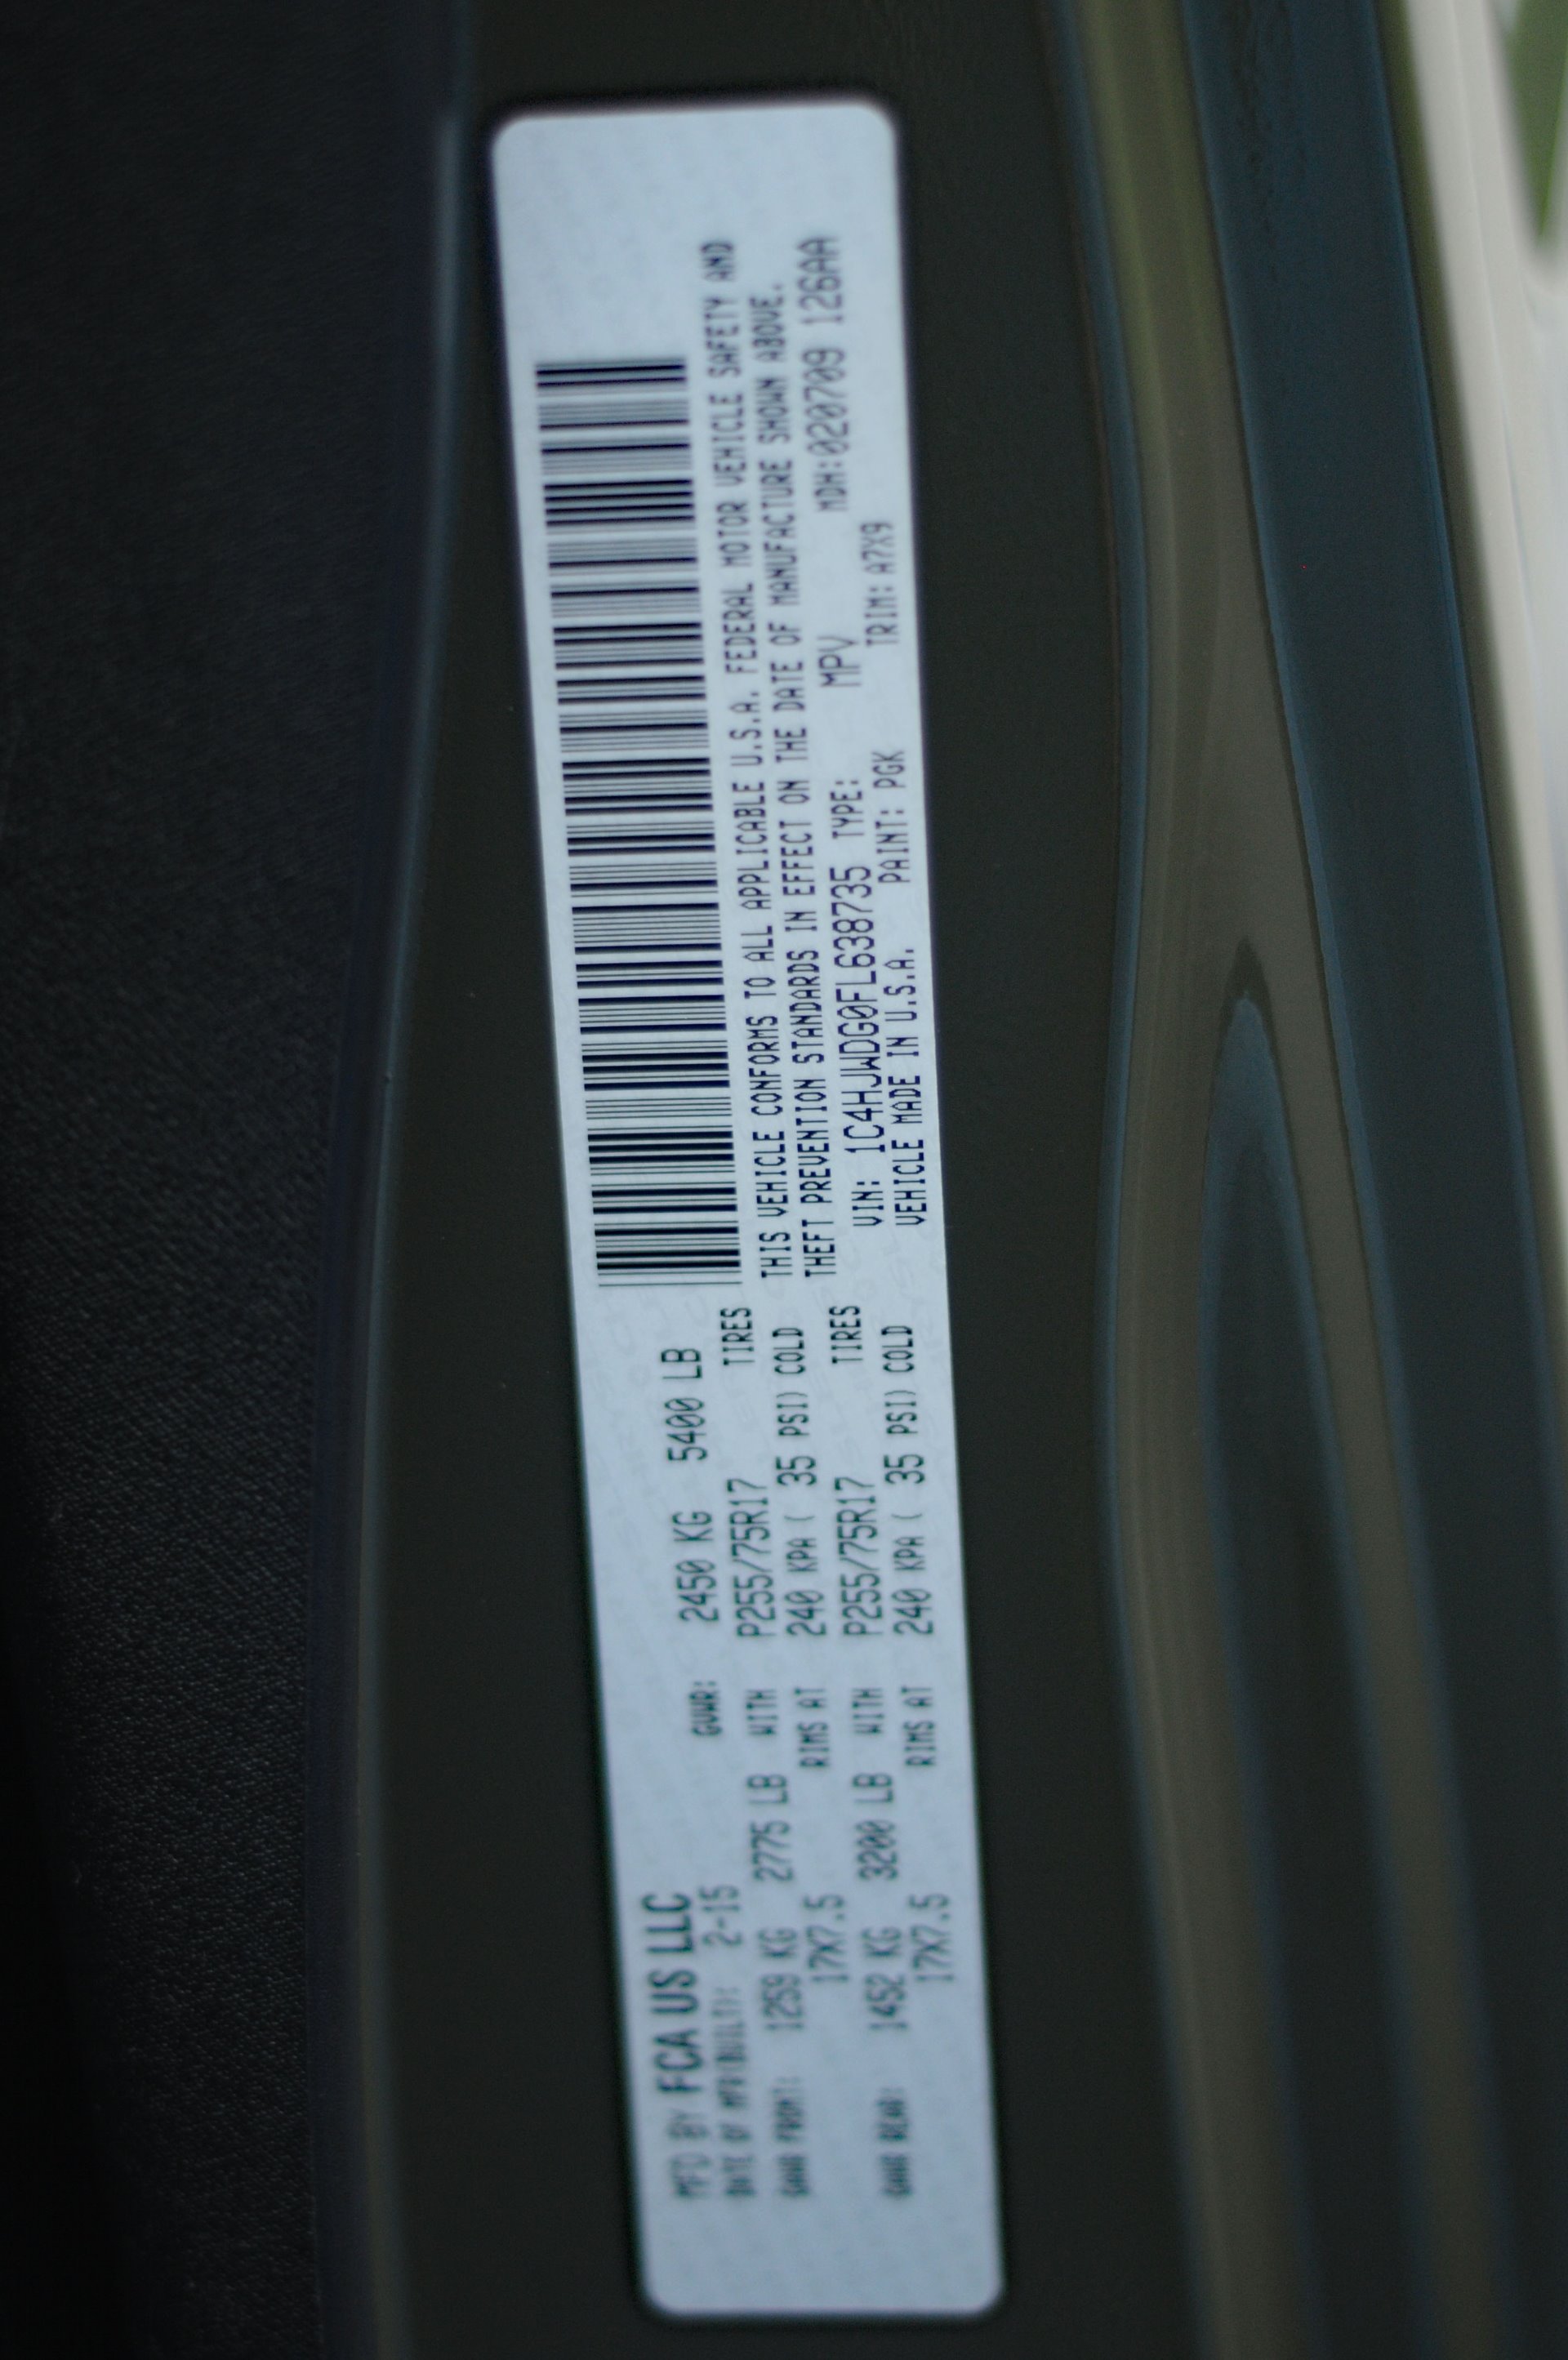 MFD BY FCA US LLC
DATE OF MFR(BUILT): 2-15 GVWR: 2450 KG 5400 LB
GAWR FRONT: 1259 KG 2775 LB WITH P255/75R17 TIRES
17X7.5 RIMS AT 240 KPA ( 35 PSI) COLD
GAWR REAR: 1452 KG 3200 LB WITH P255/75R17 TIRES
17X7.5 RIMS AT 240 KPA ( 35 PSI) COLD
THIS VEHICLE CONFORMS TO ALL APPLICABLE U.S.A. FEDERAL MOTOR VEHICLE SAFETY AND
THEFT PREVENTION STANDARDS IN EFFECT ON THE DATE OF MANUFACTURE SHOWN ABOVE.
VIN: 1C4HJWDG0FL638735 TYPE: MPV MDH:020709 126AA
VEHICLE MADE IN U.S.A. PAINT: PGK TRIM: A7X9